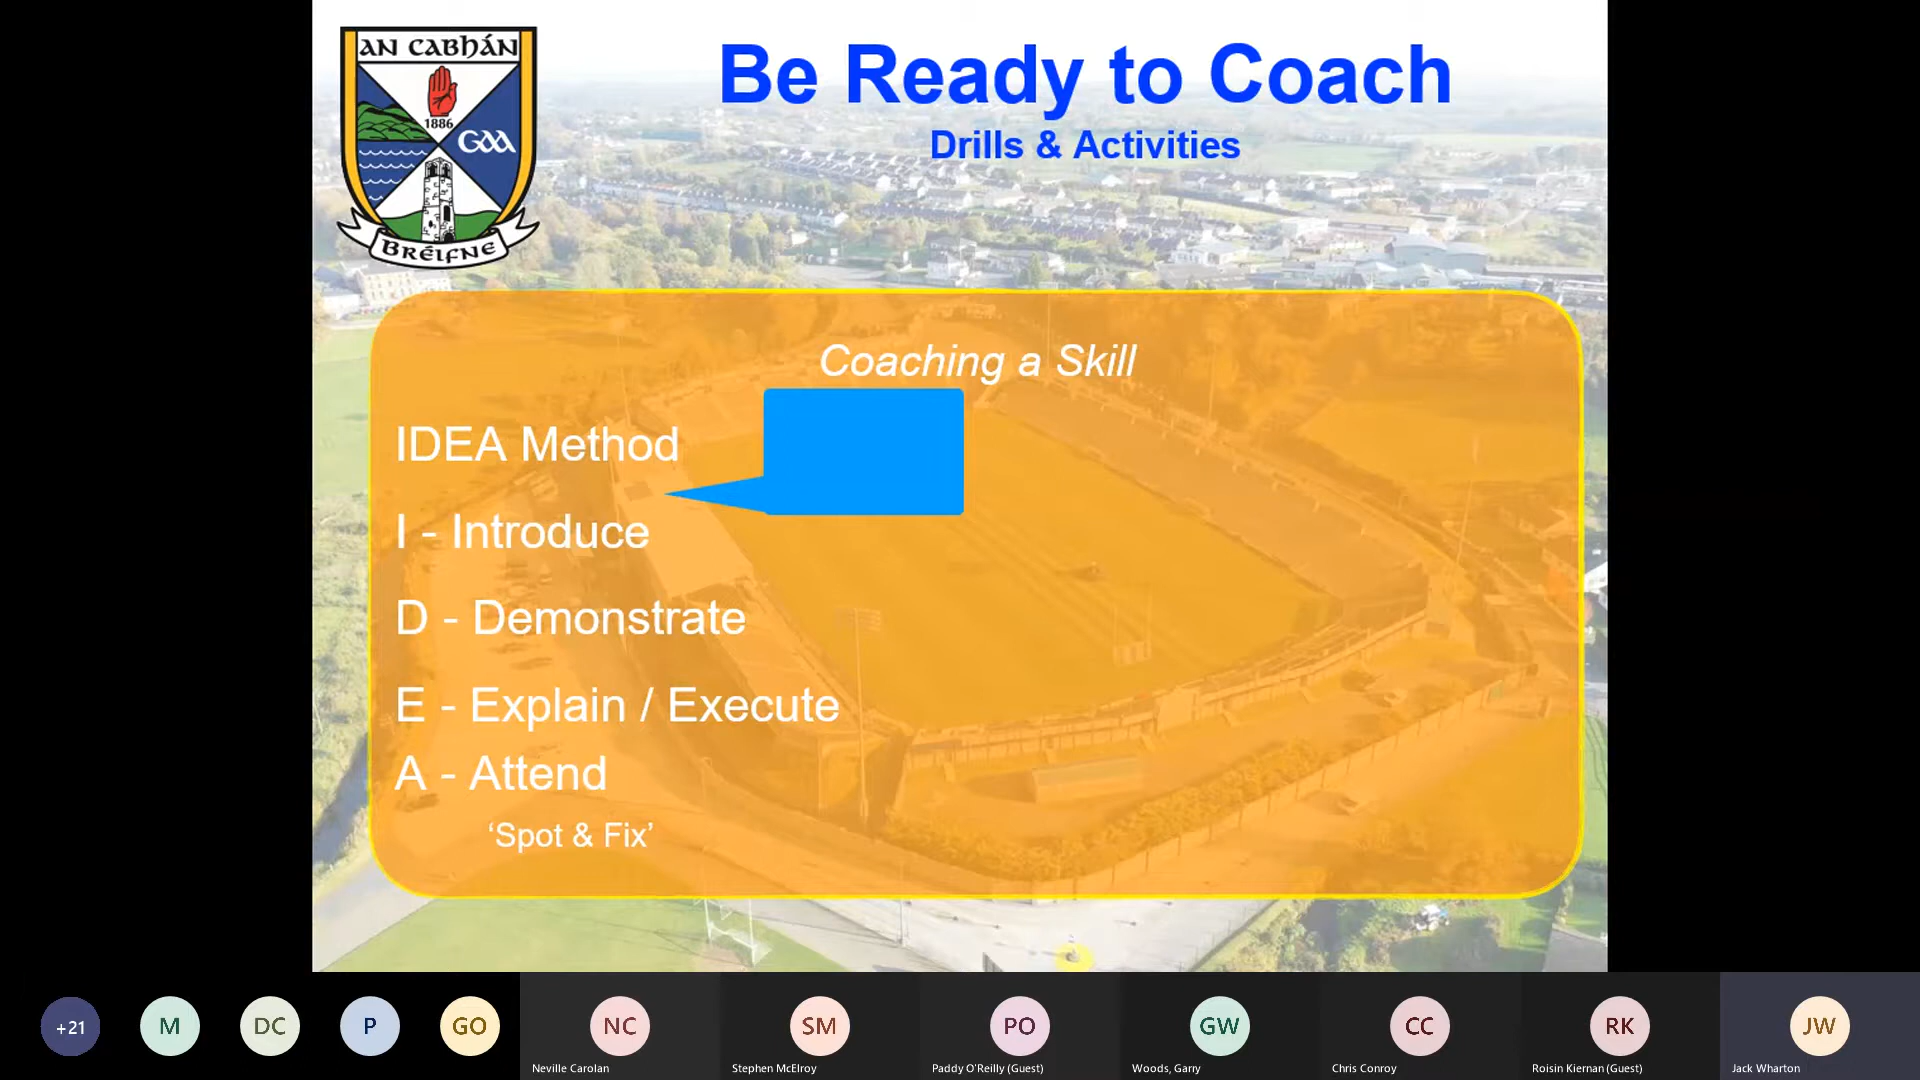 AN CABHÁN
1886
GAA
BRÉIFNE
Be Ready to Coach
Drills & Activities
Coaching a Skill
IDEA Method
I - Introduce
D - Demonstrate
E - Explain / Execute
A - Attend
‘Spot & Fix’
+21
M
DC
P
GO
NC
SM
PO
GW
CC
RK
JW
Neville Carolan
Stephen McElroy
Paddy O'Reilly (Guest)
Woods, Garry
Chris Conroy
Roisin Kiernan (Guest)
Jack Wharton